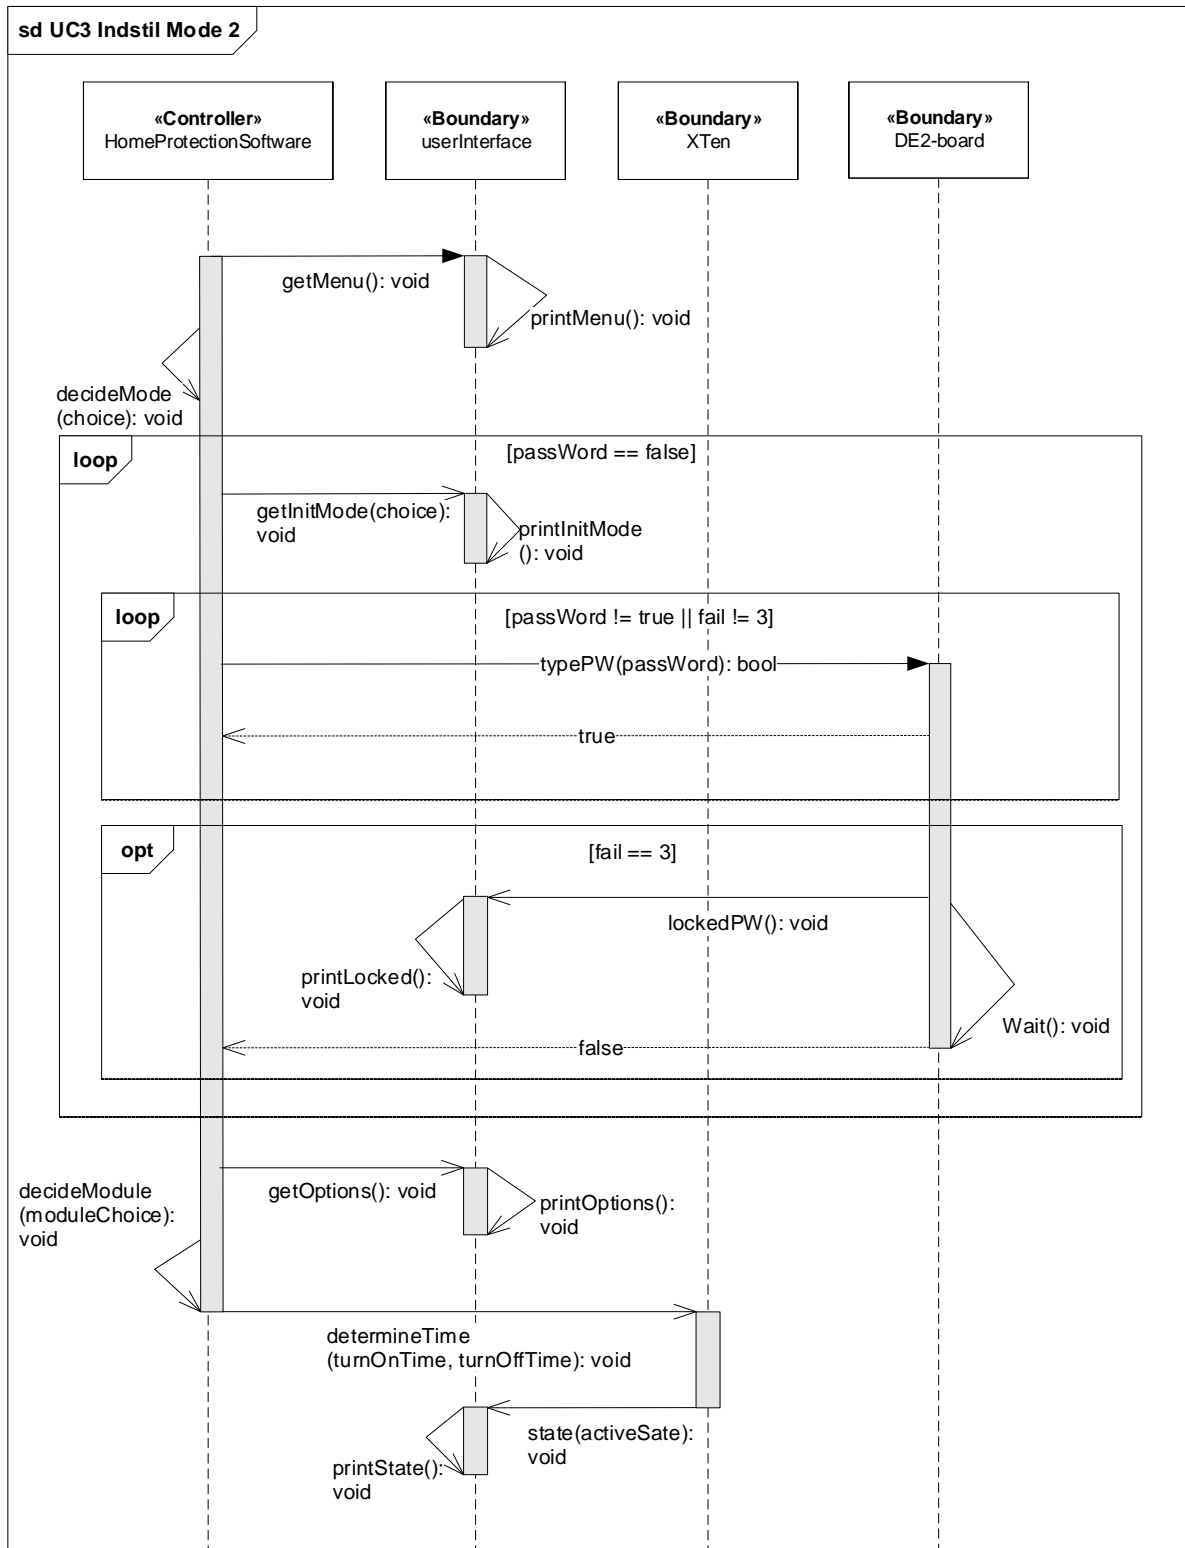 sd UC3 Indstil Mode 2
«Controller»
HomeProtectionSoftware
«Boundary»
userInterface
«Boundary»
XTen
«Boundary»
DE2-board
getMenu(): void
printMenu(): void
decideMode
(choice): void
loop
[passWord == false]
getInitMode(choice):
void
printInitMode
(): void
loop
[passWord != true || fail != 3]
typePW(passWord): bool
true
opt
[fail == 3]
lockedPW(): void
printLocked():
void
Wait(): void
false
getOptions(): void
printOptions():
void
decideModule
(moduleChoice):
void
determineTime
(turnOnTime, turnOffTime): void
state(activeSate):
void
printState():
void